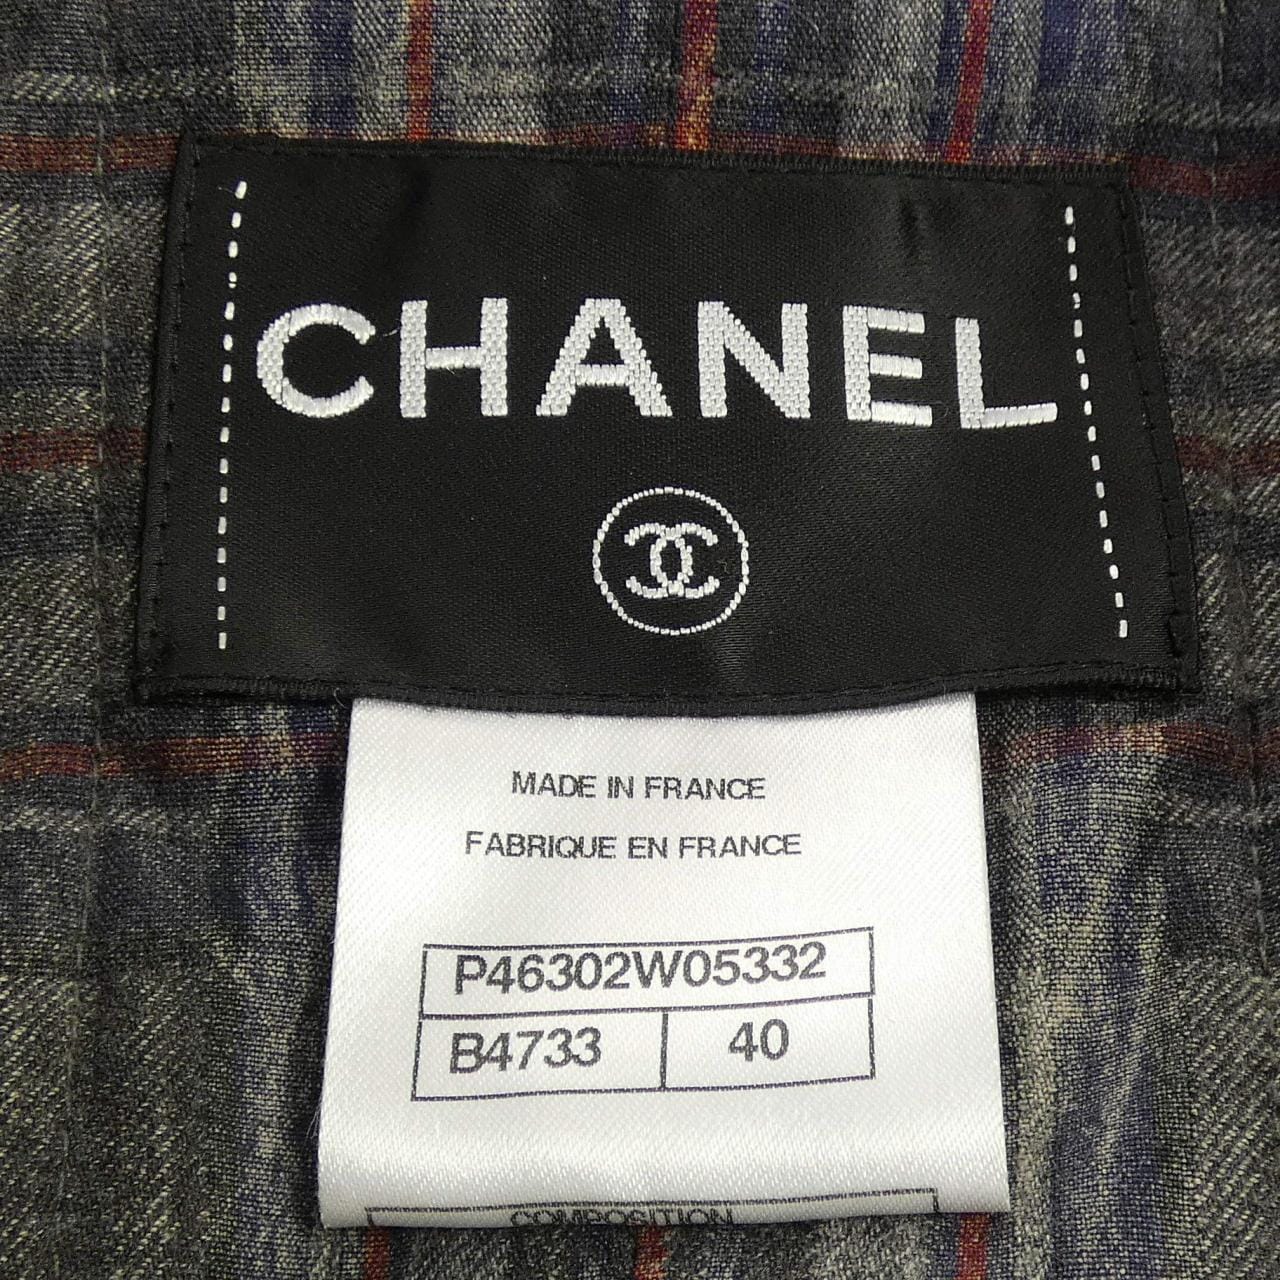 CHANEL
MADE IN FRANCE
FABRIQUE EN FRANCE
P46302W05332
B4733 40
COMPOSITION